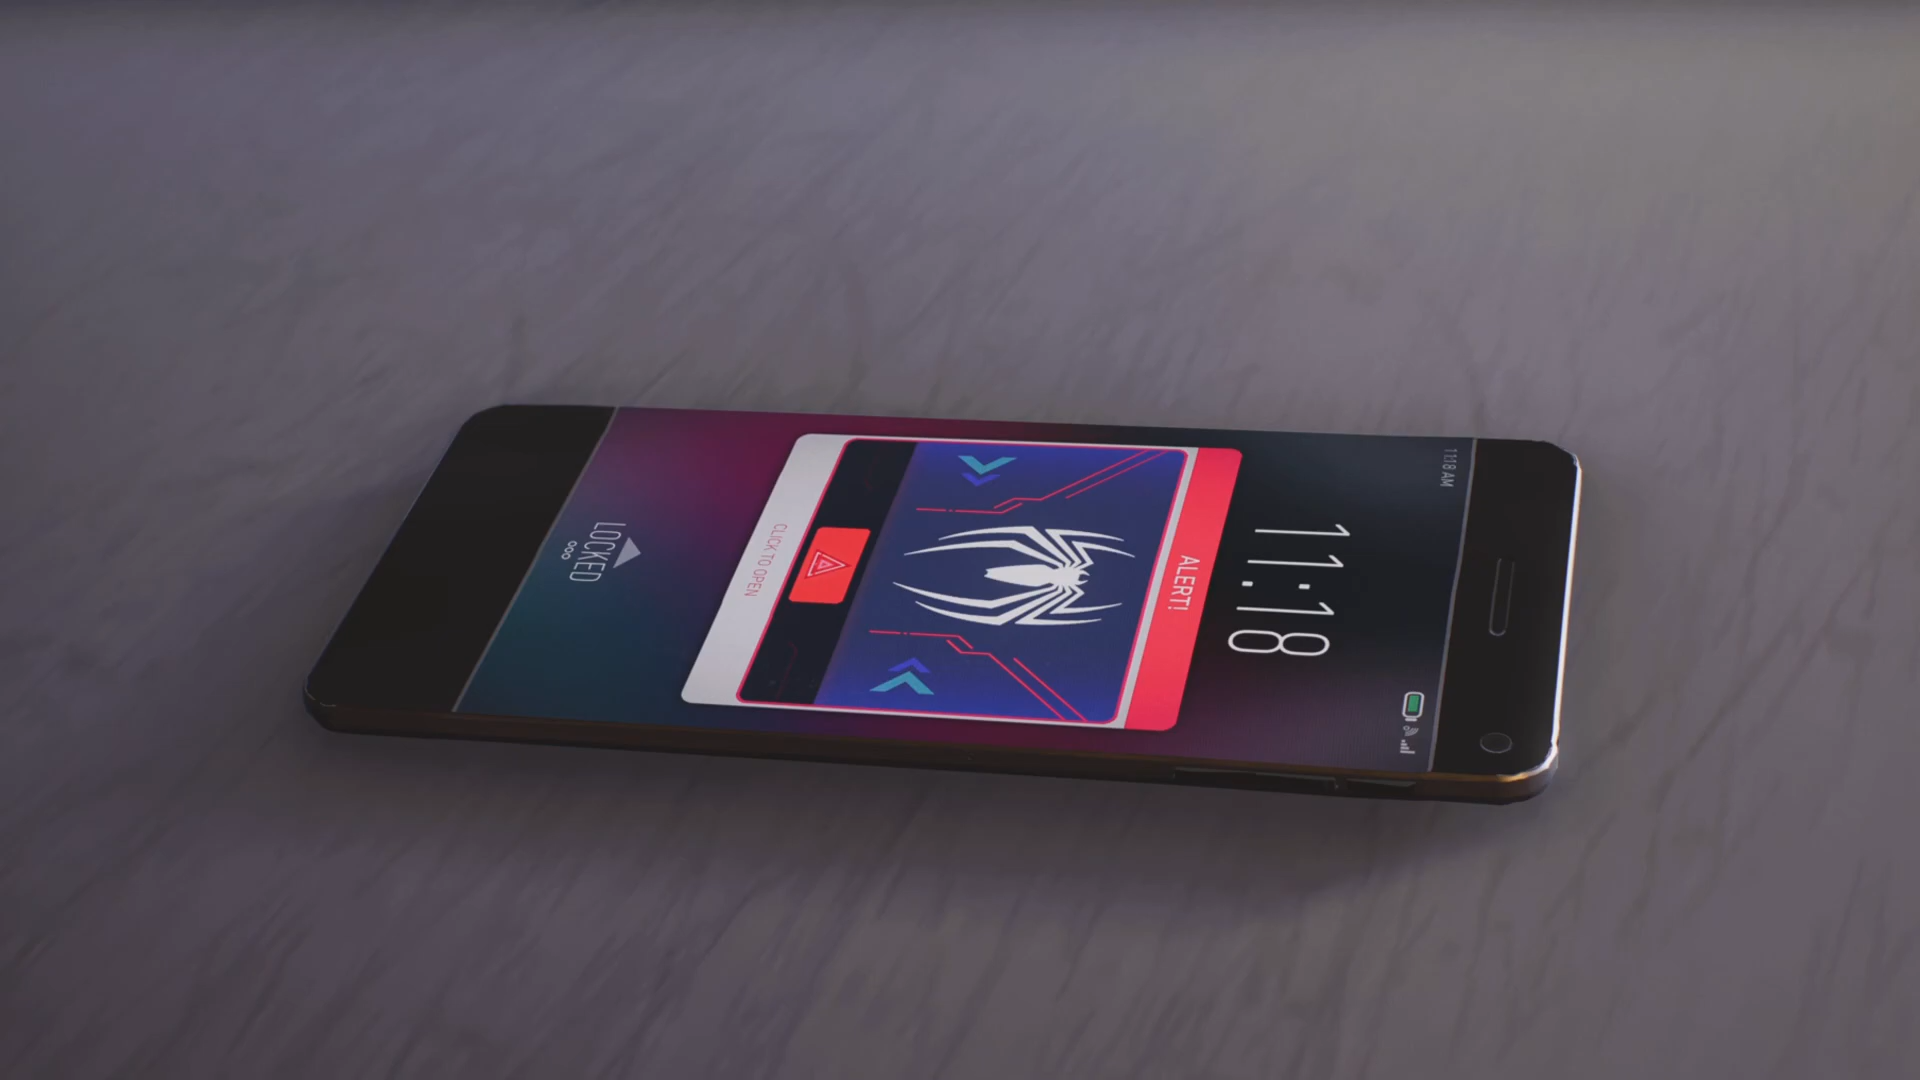 11:18 AM
11:18
ALERT!
CLICK TO OPEN
LOCKED